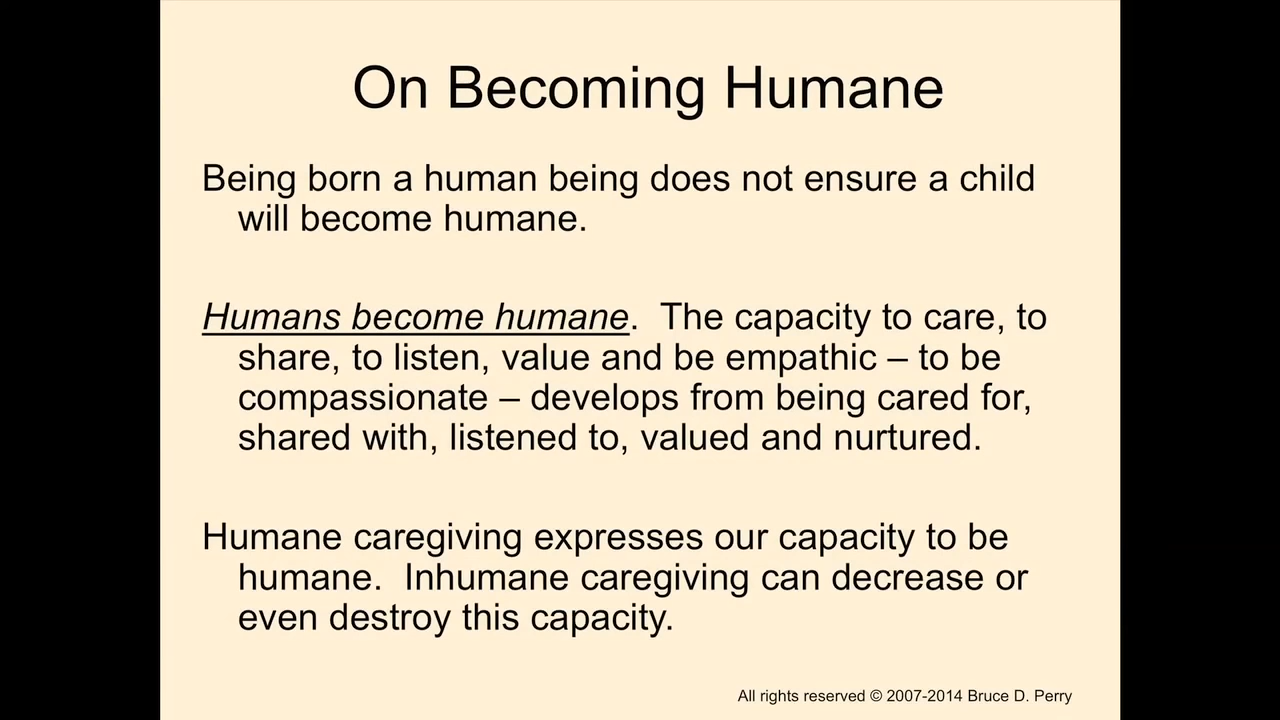 On Becoming Humane
Being born a human being does not ensure a child
will become humane.
Humans become humane.  The capacity to care, to
share, to listen, value and be empathic – to be
compassionate – develops from being cared for,
shared with, listened to, valued and nurtured.
Humane caregiving expresses our capacity to be
humane.  Inhumane caregiving can decrease or
even destroy this capacity.
All rights reserved © 2007-2014 Bruce D. Perry